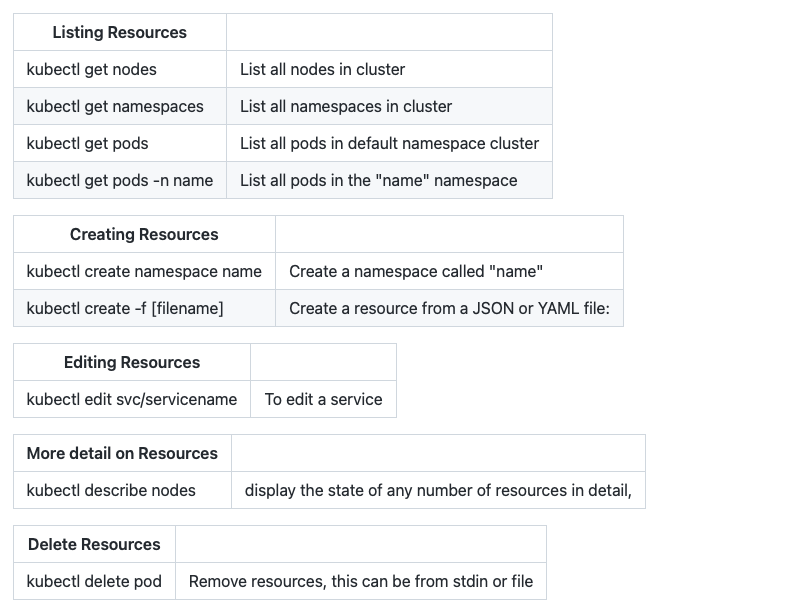 Listing Resources
kubectl get nodes List all nodes in cluster
kubectl get namespaces List all namespaces in cluster
kubectl get pods List all pods in default namespace cluster
kubectl get pods -n name List all pods in the "name" namespace
Creating Resources
kubectl create namespace name Create a namespace called "name"
kubectl create -f [filename] Create a resource from a JSON or YAML file:
Editing Resources
kubectl edit svc/servicename To edit a service
More detail on Resources
kubectl describe nodes display the state of any number of resources in detail,
Delete Resources
kubectl delete pod Remove resources, this can be from stdin or file